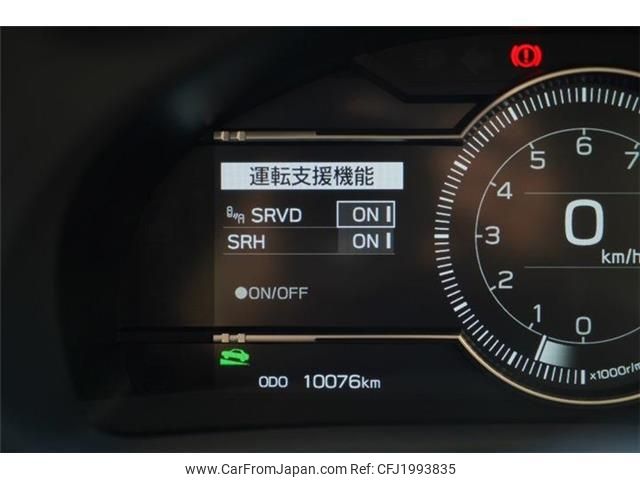 運転支援機能
SRVD ON
SRH ON
●ON/OFF
ODO 10076km
0 1 2 3 4 5 6 7
0
km/h
x1000r/m
www.CarFromJapan.com - Ref:CFJ1993835